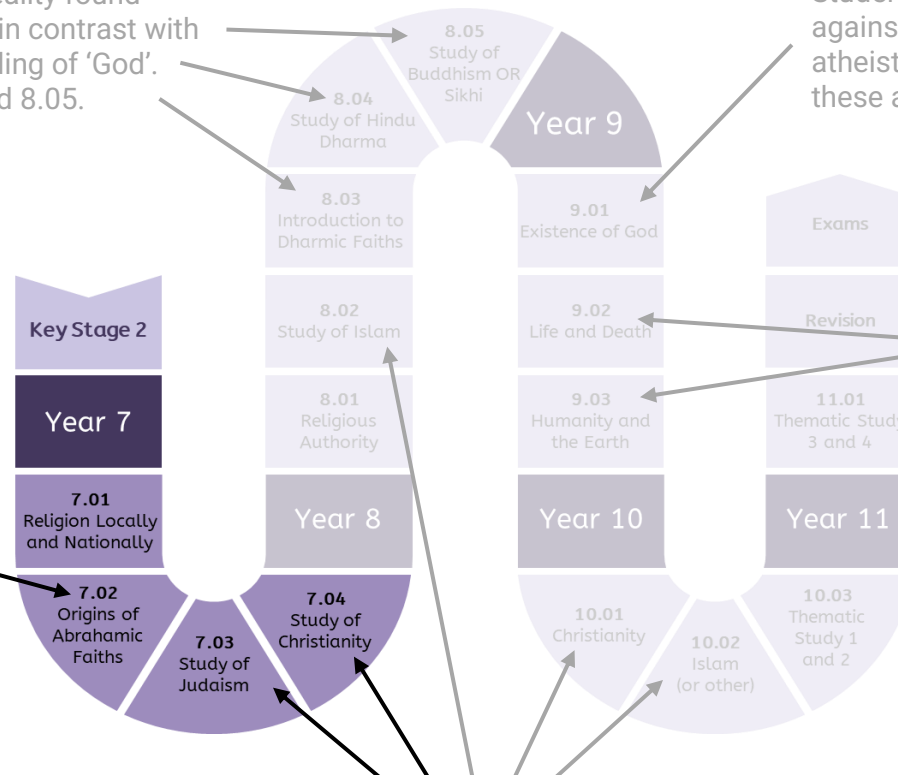 in contrast with
ling of ‘God’.
8.05.
against
atheist
these a
8.05
Study of
Buddhism OR
Sikhi
8.04
Study of Hindu
Dharma
Year 9
8.03
Introduction to
Dharmic Faiths
9.01
Existence of God
Exams
Key Stage 2
8.02
Study of Islam
9.02
Life and Death
Revision
Year 7
8.01
Religious
Authority
9.03
Humanity and
the Earth
11.01
Thematic Study
3 and 4
7.01
Religion Locally
and Nationally
Year 8
Year 10
Year 11
7.02
Origins of
Abrahamic
Faiths
7.03
Study of
Judaism
7.04
Study of
Christianity
10.01
Christianity
10.02
Islam
(or other)
10.03
Thematic
Study 1
and 2